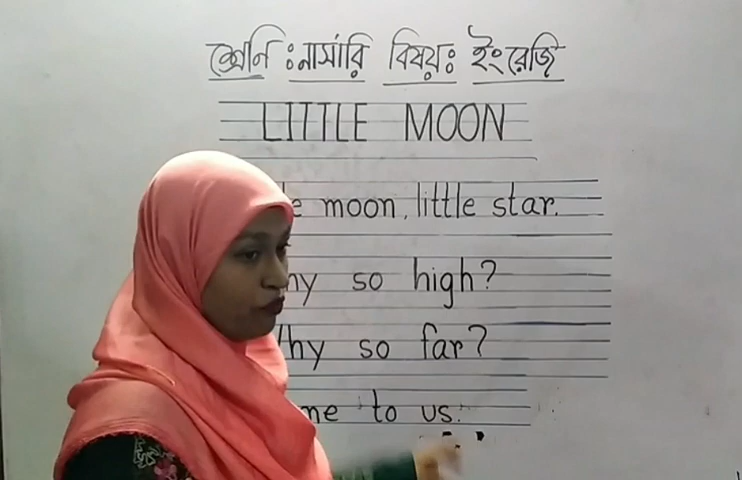 শ্রেনি : নার্সারি বিষয়ঃ ইংরেজি
LITTLE MOON
moon, little star.
so high?
so far?
to us.